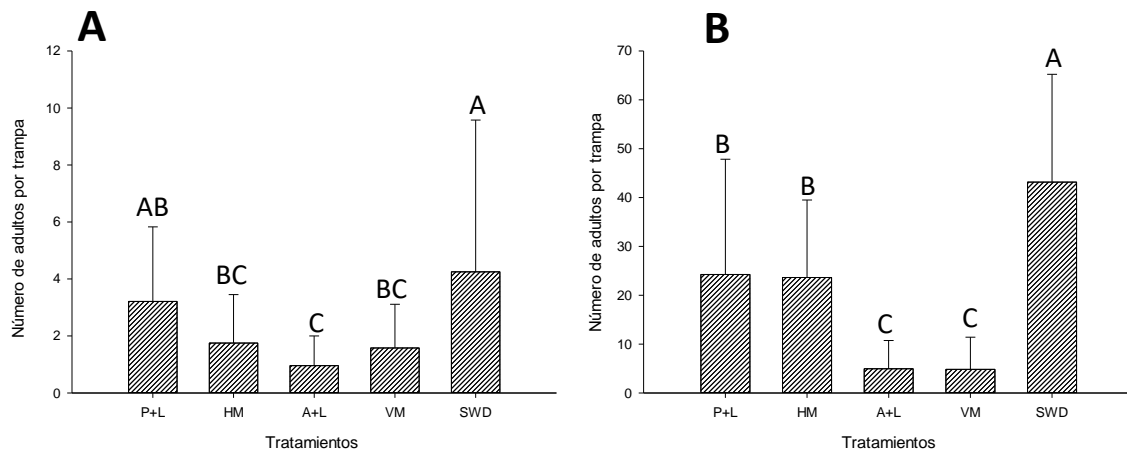 A
Número de adultos por trampa
12
10
8
6
4
2
0
AB
BC
C
BC
A
P+L HM A+L VM SWD
Tratamientos
B
Número de adultos por trampa
70
60
50
40
30
20
10
0
B
B
C
C
A
P+L HM A+L VM SWD
Tratamientos